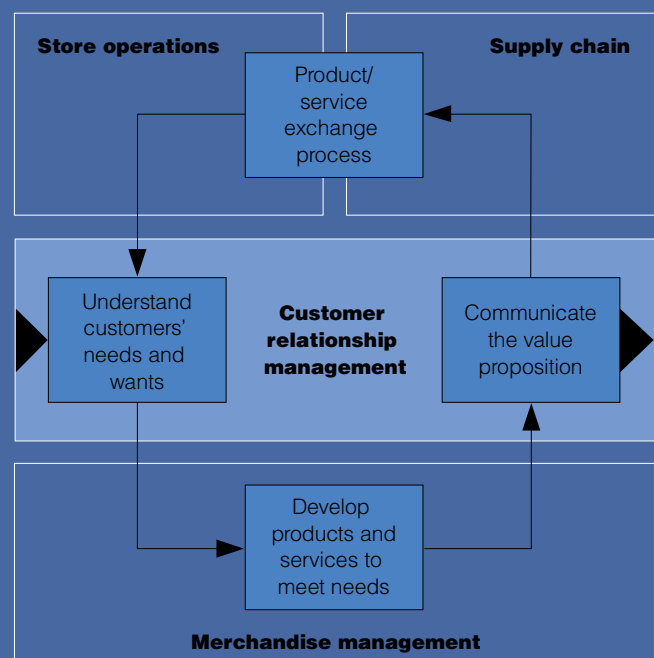 Store operations
Supply chain
Product/
service
exchange
process
Understand
customers’
needs and
wants
Customer
relationship
management
Communicate
the value
proposition
Develop
products and
services to
meet needs
Merchandise management